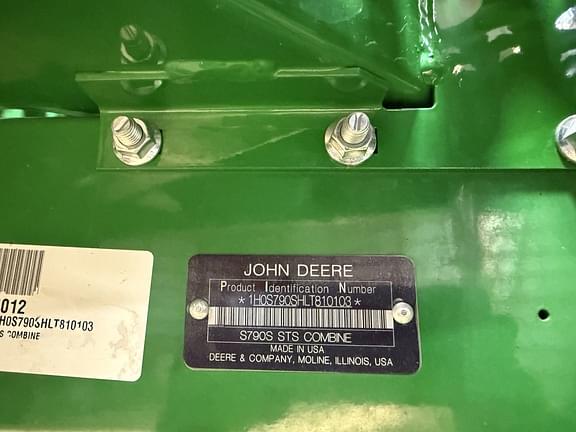 JOHN DEERE
Product Identification Number
*1H0S790SHLT810103*
S790S STS COMBINE
MADE IN USA
DEERE & COMPANY, MOLINE, ILLINOIS, USA
012
H0S790SHLT810103
S COMBINE